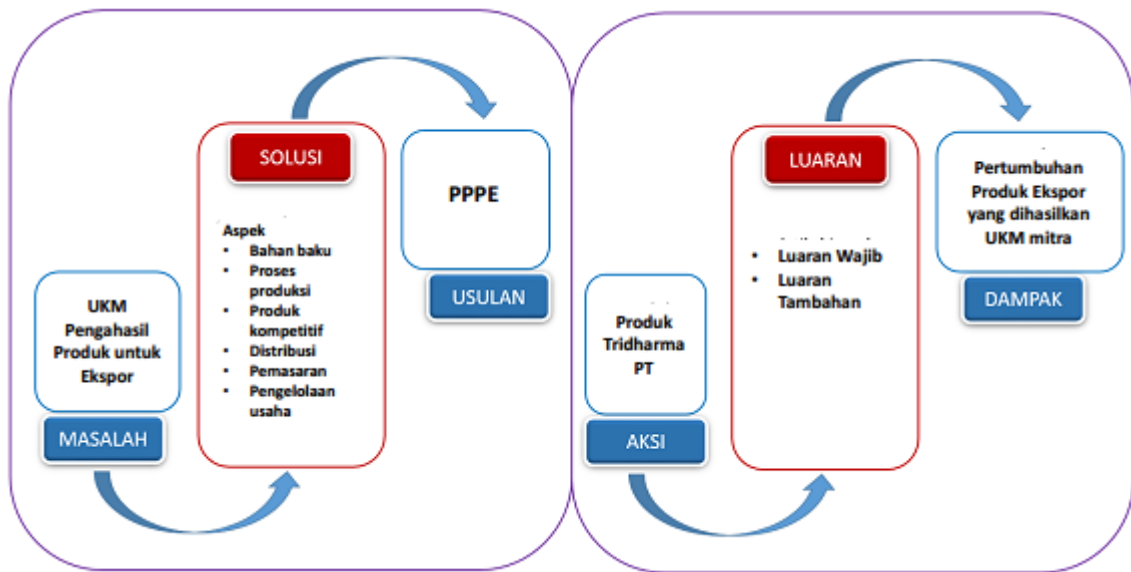 UKM
Pengahasil
Produk untuk
Ekspor
MASALAH
SOLUSI
Aspek
• Bahan baku
• Proses
produksi
• Produk
kompetitif
• Distribusi
• Pemasaran
• Pengelolaan
usaha
PPPE
USULAN
Produk
Tridharma
PT
AKSI
LUARAN
• Luaran Wajib
• Luaran
Tambahan
Pertumbuhan
Produk Ekspor
yang dihasilkan
UKM mitra
DAMPAK